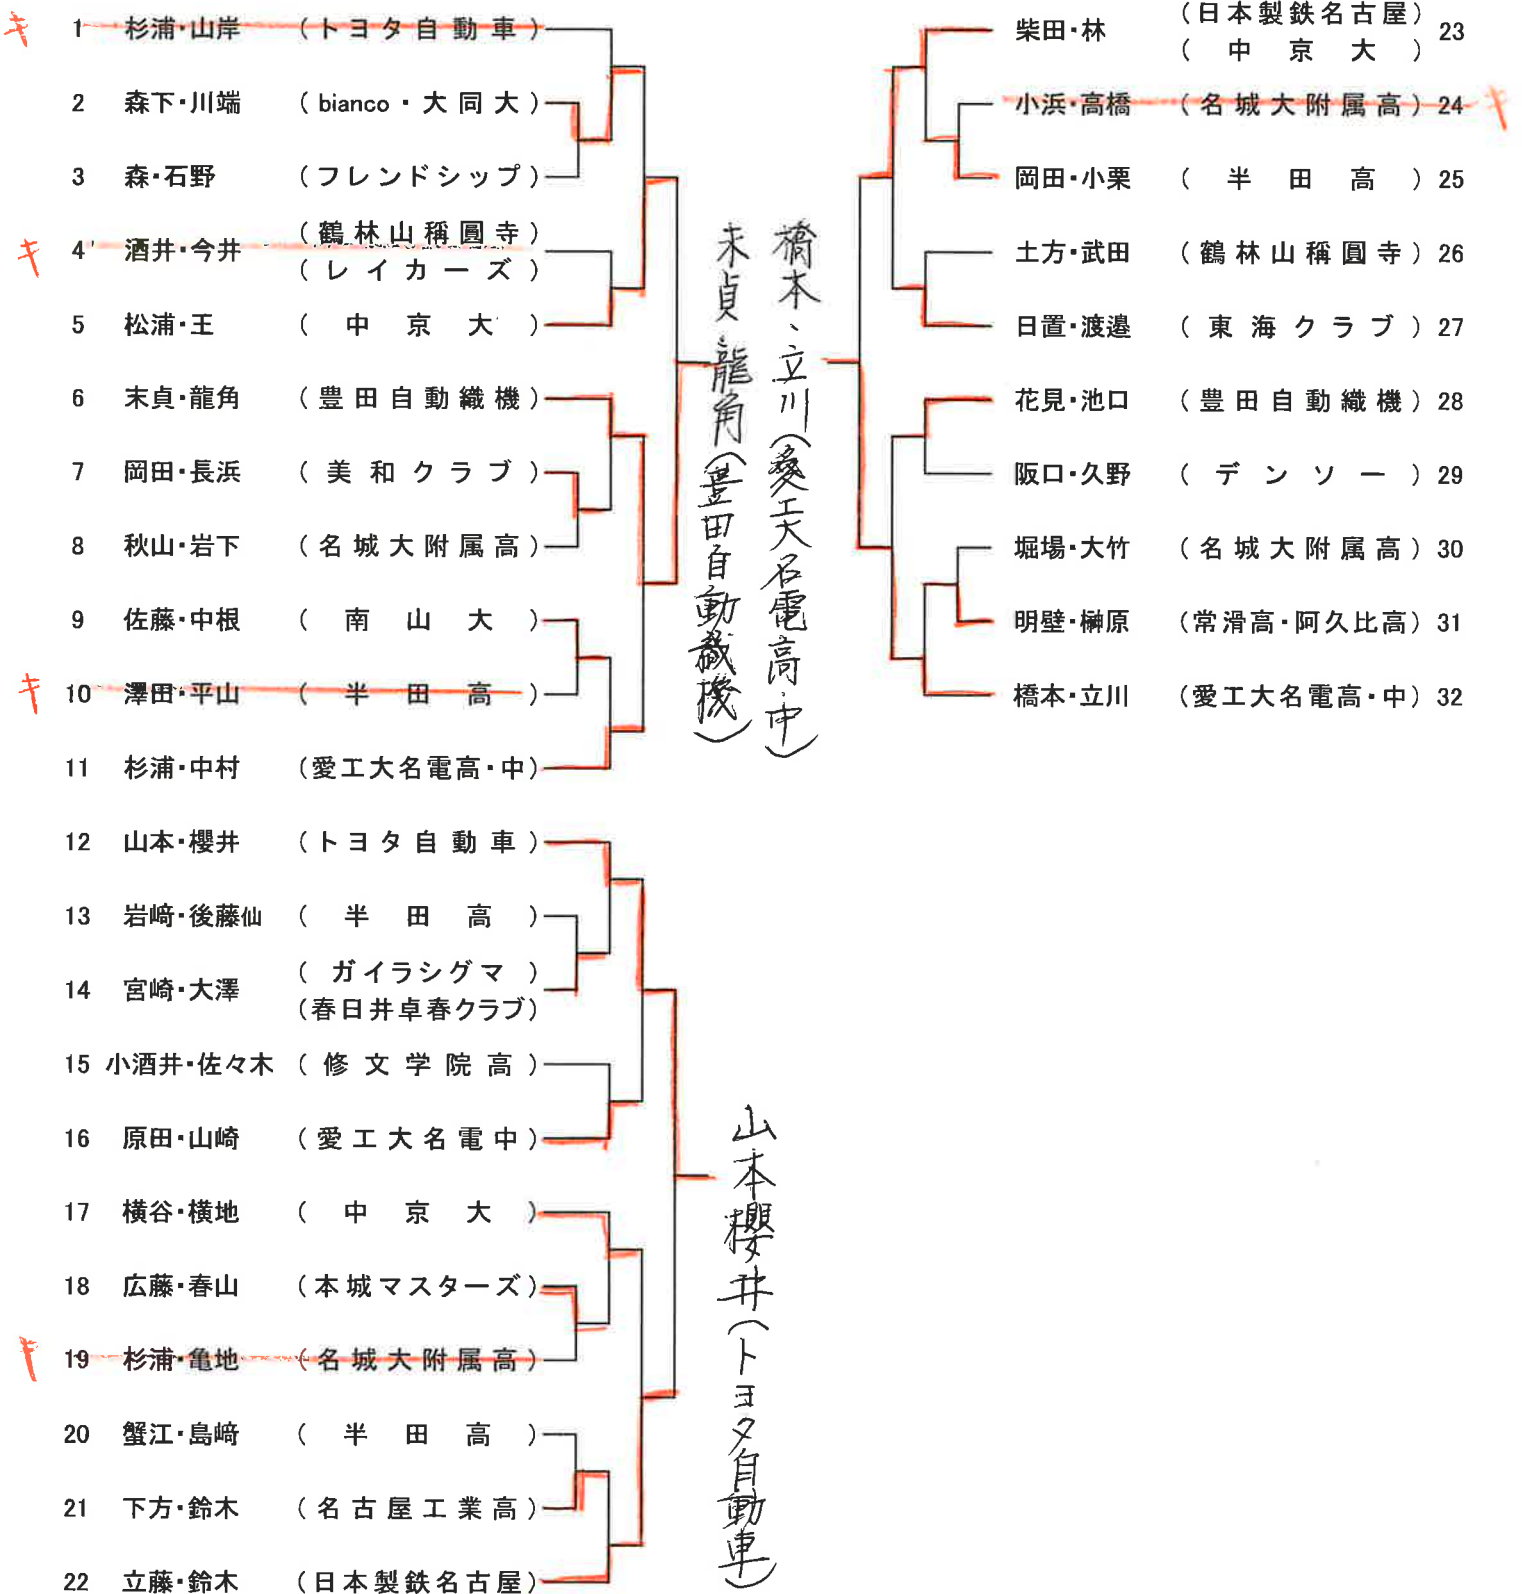 キ 1 杉浦・山岸 (トヨタ自動車)
2 森下・川端 (bianco・大同大)
3 森・石野 (フレンドシップ)
キ 4 酒井・今井 (鶴林山稱圓寺)
(レイカーズ)
5 松浦・王 (中京大)
6 末貞・龍角 (豊田自動織機)
7 岡田・長浜 (美和クラブ)
8 秋山・岩下 (名城大附属高)
9 佐藤・中根 (南山大)
キ 10 澤田・平山 (半田高)
11 杉浦・中村 (愛工大名電高・中)
末貞・龍角(豊田自動織機)
12 山本・櫻井 (トヨタ自動車)
13 岩﨑・後藤仙 (半田高)
14 宮崎・大澤 (ガイラシグマ)
(春日井卓春クラブ)
15 小酒井・佐々木 (修文学院高)
16 原田・山崎 (愛工大名電中)
17 横谷・横地 (中京大)
18 広藤・春山 (本城マスターズ)
キ 19 杉浦・亀地 (名城大附属高)
20 蟹江・島﨑 (半田高)
21 下方・鈴木 (名古屋工業高)
22 立藤・鈴木 (日本製鉄名古屋)
山本櫻井(トヨタ自動車)
柴田・林 (日本製鉄名古屋) 23
(中京大)
小浜・高橋 (名城大附属高) 24 キ
岡田・小栗 (半田高) 25
土方・武田 (鶴林山稱圓寺) 26
日置・渡邉 (東海クラブ) 27
花見・池口 (豊田自動織機) 28
阪口・久野 (デンソー) 29
堀場・大竹 (名城大附属高) 30
明壁・榊原 (常滑高・阿久比高) 31
橋本・立川 (愛工大名電高・中) 32
橋本、立川(愛工大名電高・中)